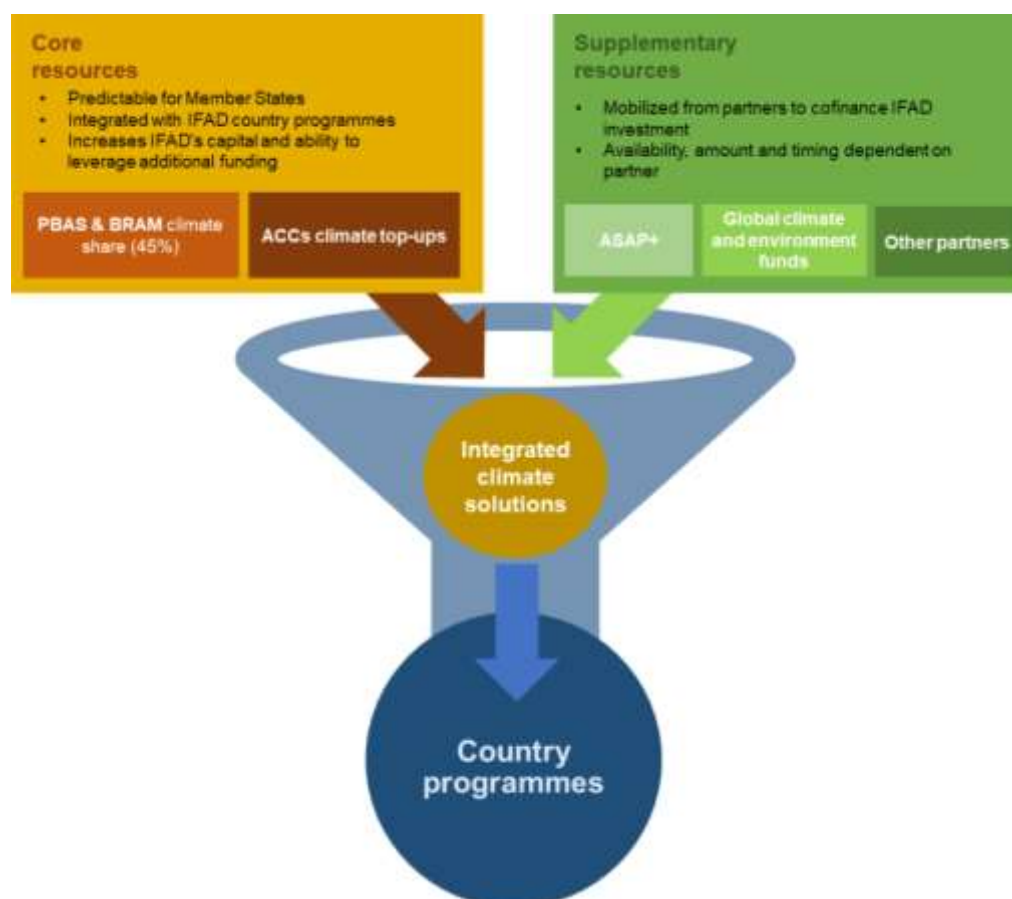 Core
resources
• Predictable for Member States
• Integrated with IFAD country programmes
• Increases IFAD's capital and ability to
leverage additional funding
PBAS & BRAM climate
share (45%)
ACCs climate top-ups
Supplementary
resources
• Mobilized from partners to cofinance IFAD
investment
• Availability, amount and timing dependent on
partner
ASAP+
Global climate
and environment
funds
Other partners
Integrated
climate
solutions
Country
programmes